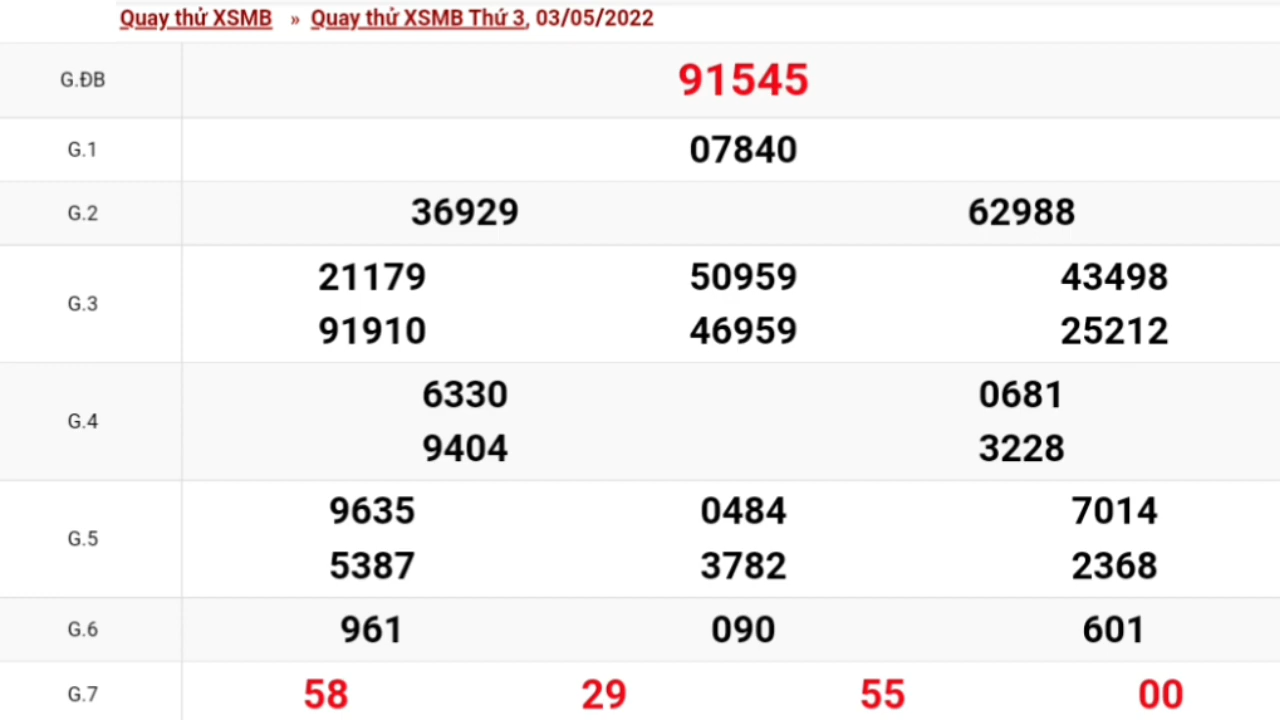 Quay thử XSMB » Quay thử XSMB Thứ 3, 03/05/2022
G.ĐB 91545
G.1 07840
G.2 36929 62988
G.3 21179 50959 43498
91910 46959 25212
G.4 6330 0681
9404 3228
G.5 9635 0484 7014
5387 3782 2368
G.6 961 090 601
G.7 58 29 55 00